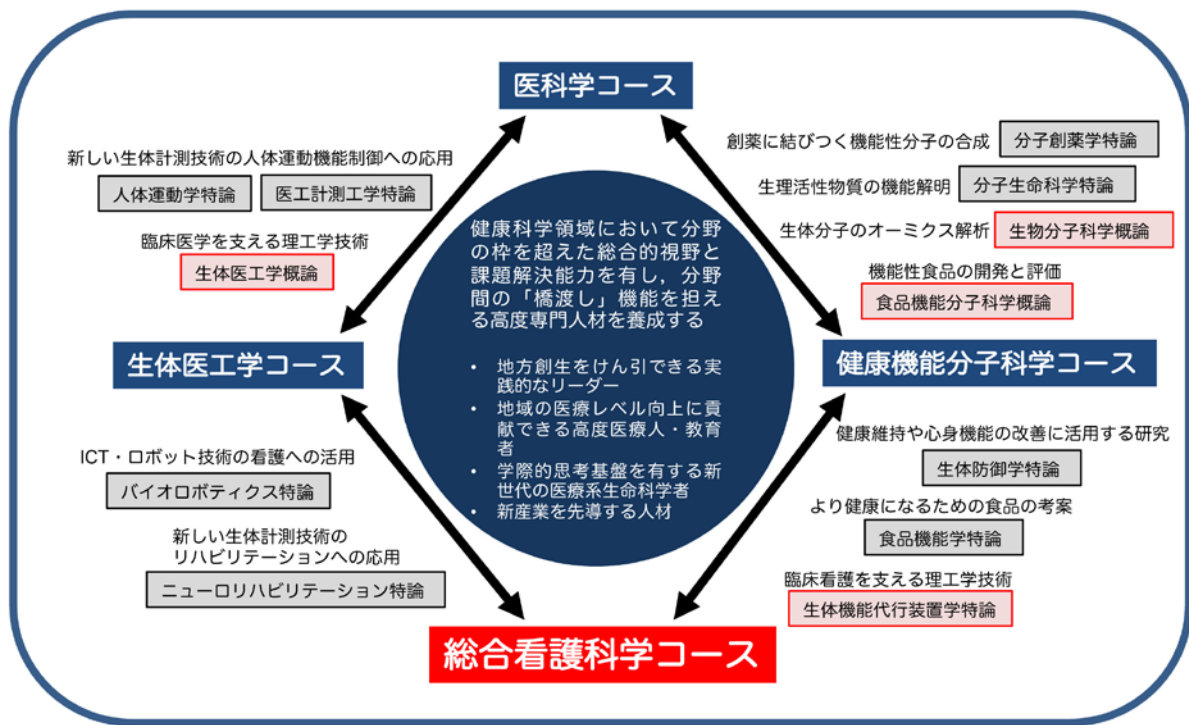 医科学コース
新しい生体計測技術の人体運動機能制御への応用
人体運動学特論
医工計測工学特論
臨床医学を支える理工学技術
生体医工学概論
創薬に結びつく機能性分子の合成
分子創薬学特論
生理活性物質の機能解明
分子生命科学特論
生体分子のオーミクス解析
生物分子科学概論
機能性食品の開発と評価
食品機能分子科学概論
健康科学領域において分野
の枠を超えた総合的視野と
課題解決能力を有し，分野
間の「橋渡し」機能を担え
る高度専門人材を養成する
• 地方創生をけん引できる実
践的なリーダー
• 地域の医療レベル向上に貢
献できる高度医療人・教育
者
• 学際的思考基盤を有する新
世代の医療系生命科学者
• 新産業を先導する人材
生体医工学コース
健康機能分子科学コース
ICT・ロボット技術の看護への活用
バイオロボティクス特論
新しい生体計測技術の
リハビリテーションへの応用
ニューロリハビリテーション特論
健康維持や心身機能の改善に活用する研究
生体防御学特論
より健康になるための食品の考案
食品機能学特論
臨床看護を支える理工学技術
生体機能代行装置学特論
総合看護科学コース